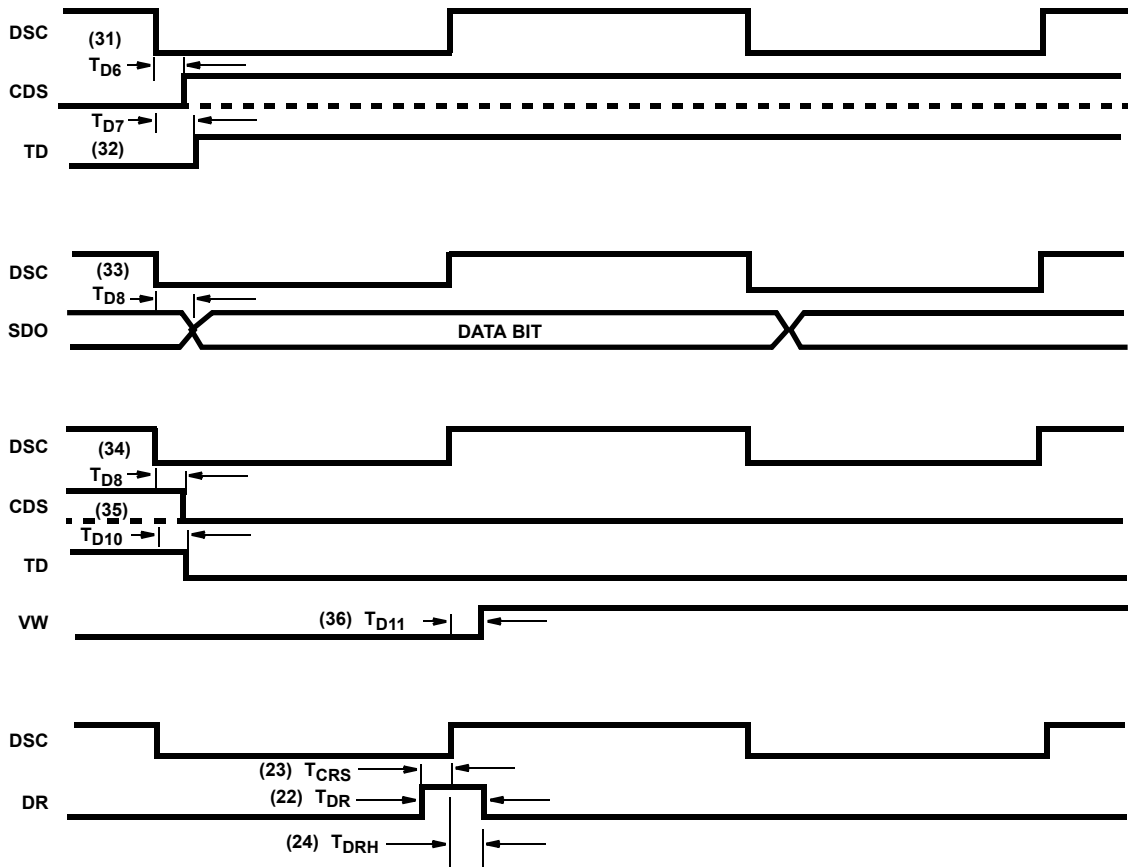 DSC
(31)
TD6
CDS
TD7
TD
(32)
DSC
(33)
TD8
SDO
DATA BIT
DSC
(34)
TD8
CDS
(35)
TD10
TD
VW
(36) TD11
DSC
(23) TCRS
DR
(22) TDR
(24) TDRH